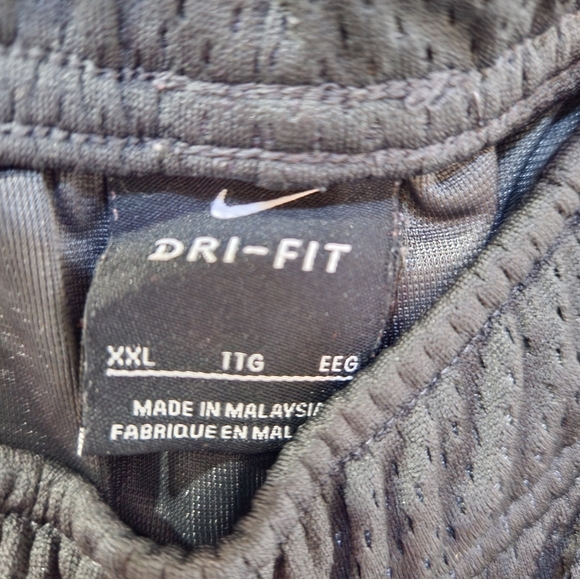 DRI-FIT
XXL TTG EEG
MADE IN MALAYSIA
FABRIQUE EN MAL